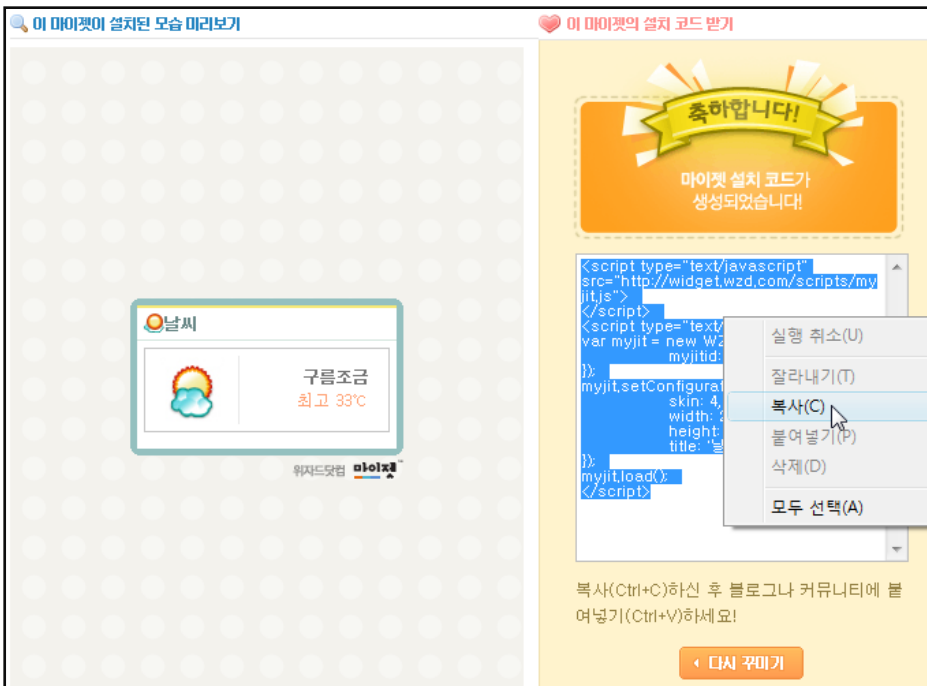 이 마이젯이 설치된 모습 미리보기
이 마이젯의 설치 코드 받기
날씨
구름조금
최고 33℃
위자드닷컴 마이젯
축하합니다!
마이젯 설치 코드가
생성되었습니다!
<script type="text/javascript"
src="http://widget.wzd.com/scripts/my
jit.js">
</script>
<script type="text/
var myjit = new
myjitid:
});
myjit.setConfigurat
skin: 4,
width:
height:
title:
});
myjit.load();
</script>
실행 취소(U)
잘라내기(T)
복사(C)
붙여넣기(P)
삭제(D)
모두 선택(A)
복사(Ctrl+C)하신 후 블로그나 커뮤니티에 붙
여넣기(Ctrl+V)하세요!
다시 꾸미기